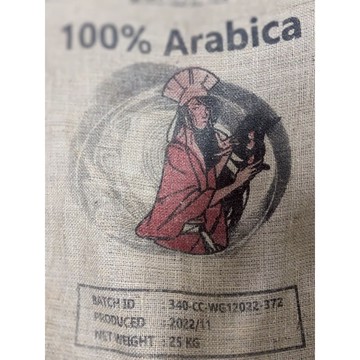 100% Arabica
BATCH ID : 340-CC-WG12022-372
PRODUCED : 2022/11
NET WEIGHT : 25 KG